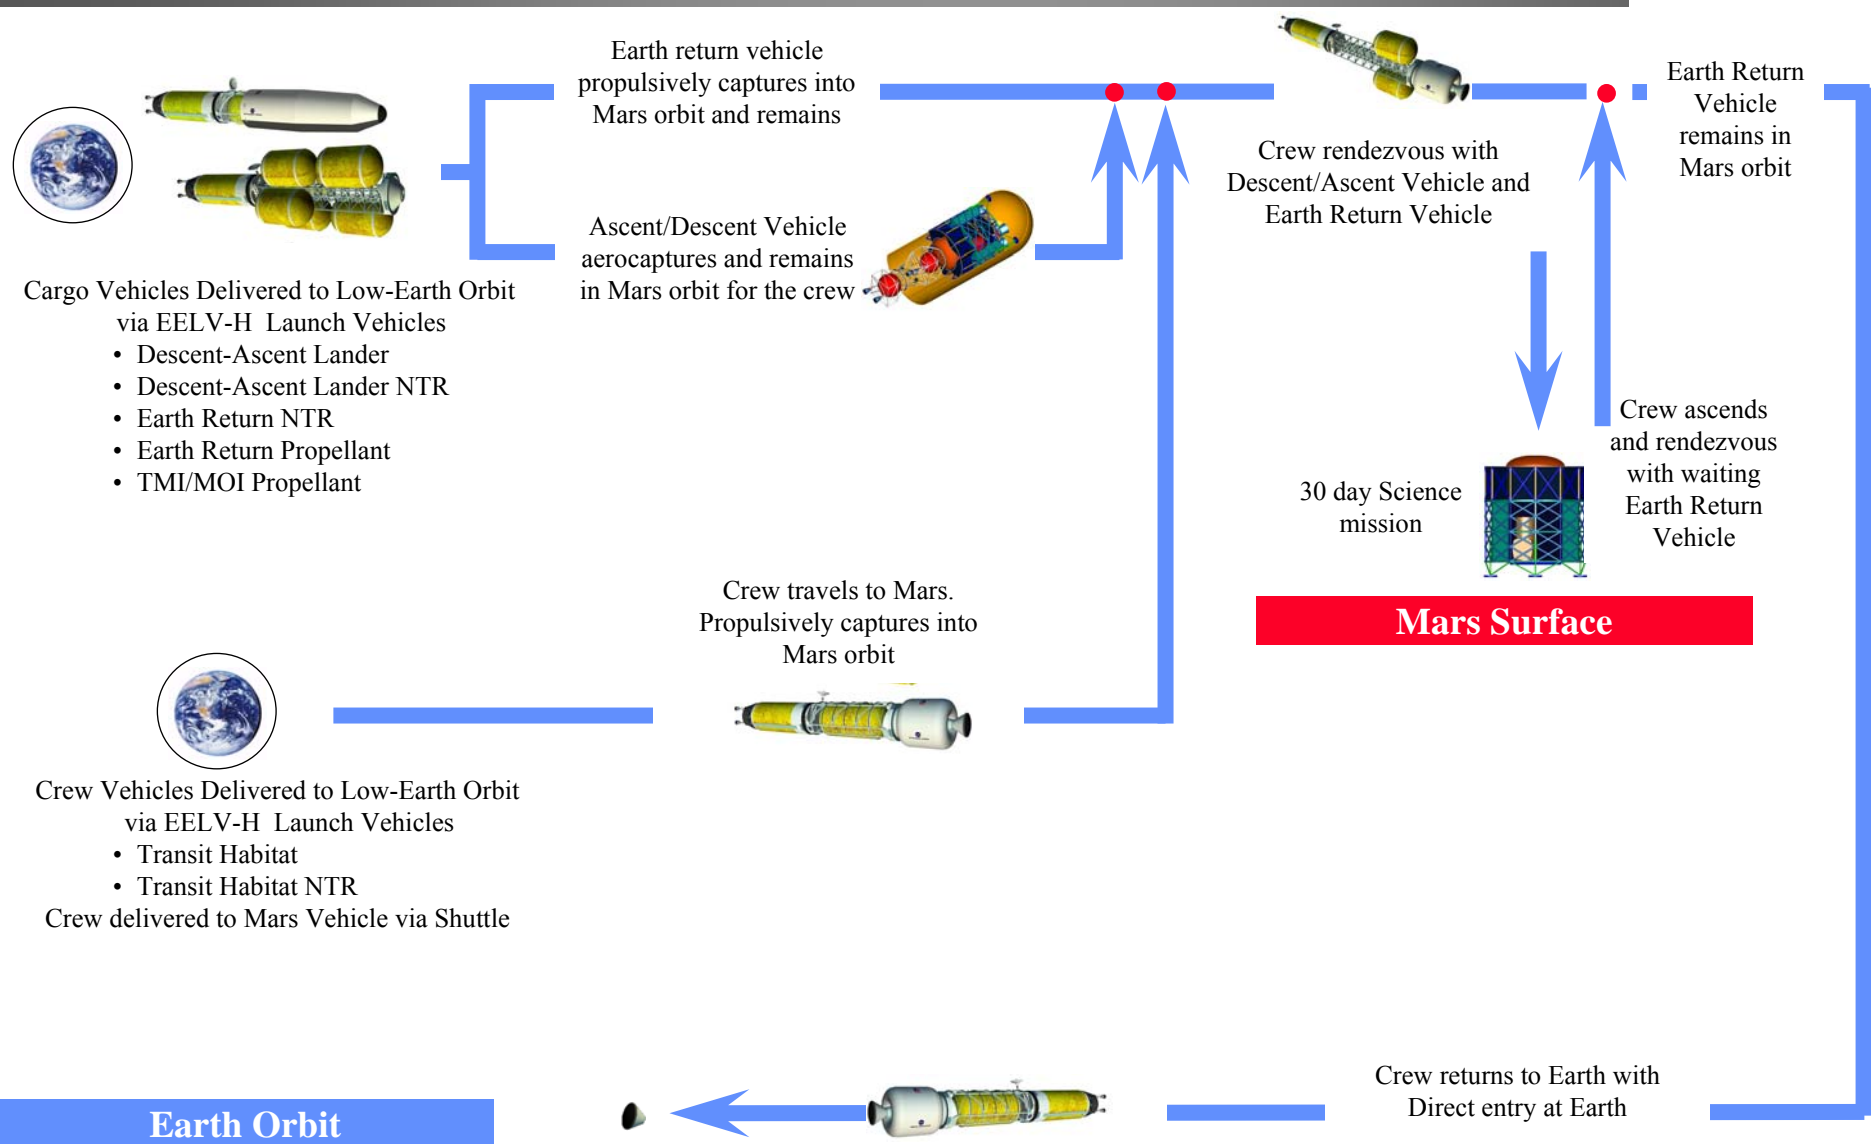 Earth return vehicle
propulsively captures into
Mars orbit and remains
Ascent/Descent Vehicle
aerocaptures and remains
in Mars orbit for the crew
Cargo Vehicles Delivered to Low-Earth Orbit
via EELV-H Launch Vehicles
• Descent-Ascent Lander
• Descent-Ascent Lander NTR
• Earth Return NTR
• Earth Return Propellant
• TMI/MOI Propellant
Crew rendezvous with
Descent/Ascent Vehicle and
Earth Return Vehicle
Earth Return
Vehicle
remains in
Mars orbit
30 day Science
mission
Crew ascends
and rendezvous
with waiting
Earth Return
Vehicle
Mars Surface
Crew travels to Mars.
Propulsively captures into
Mars orbit
Crew Vehicles Delivered to Low-Earth Orbit
via EELV-H Launch Vehicles
• Transit Habitat
• Transit Habitat NTR
Crew delivered to Mars Vehicle via Shuttle
Crew returns to Earth with
Direct entry at Earth
Earth Orbit